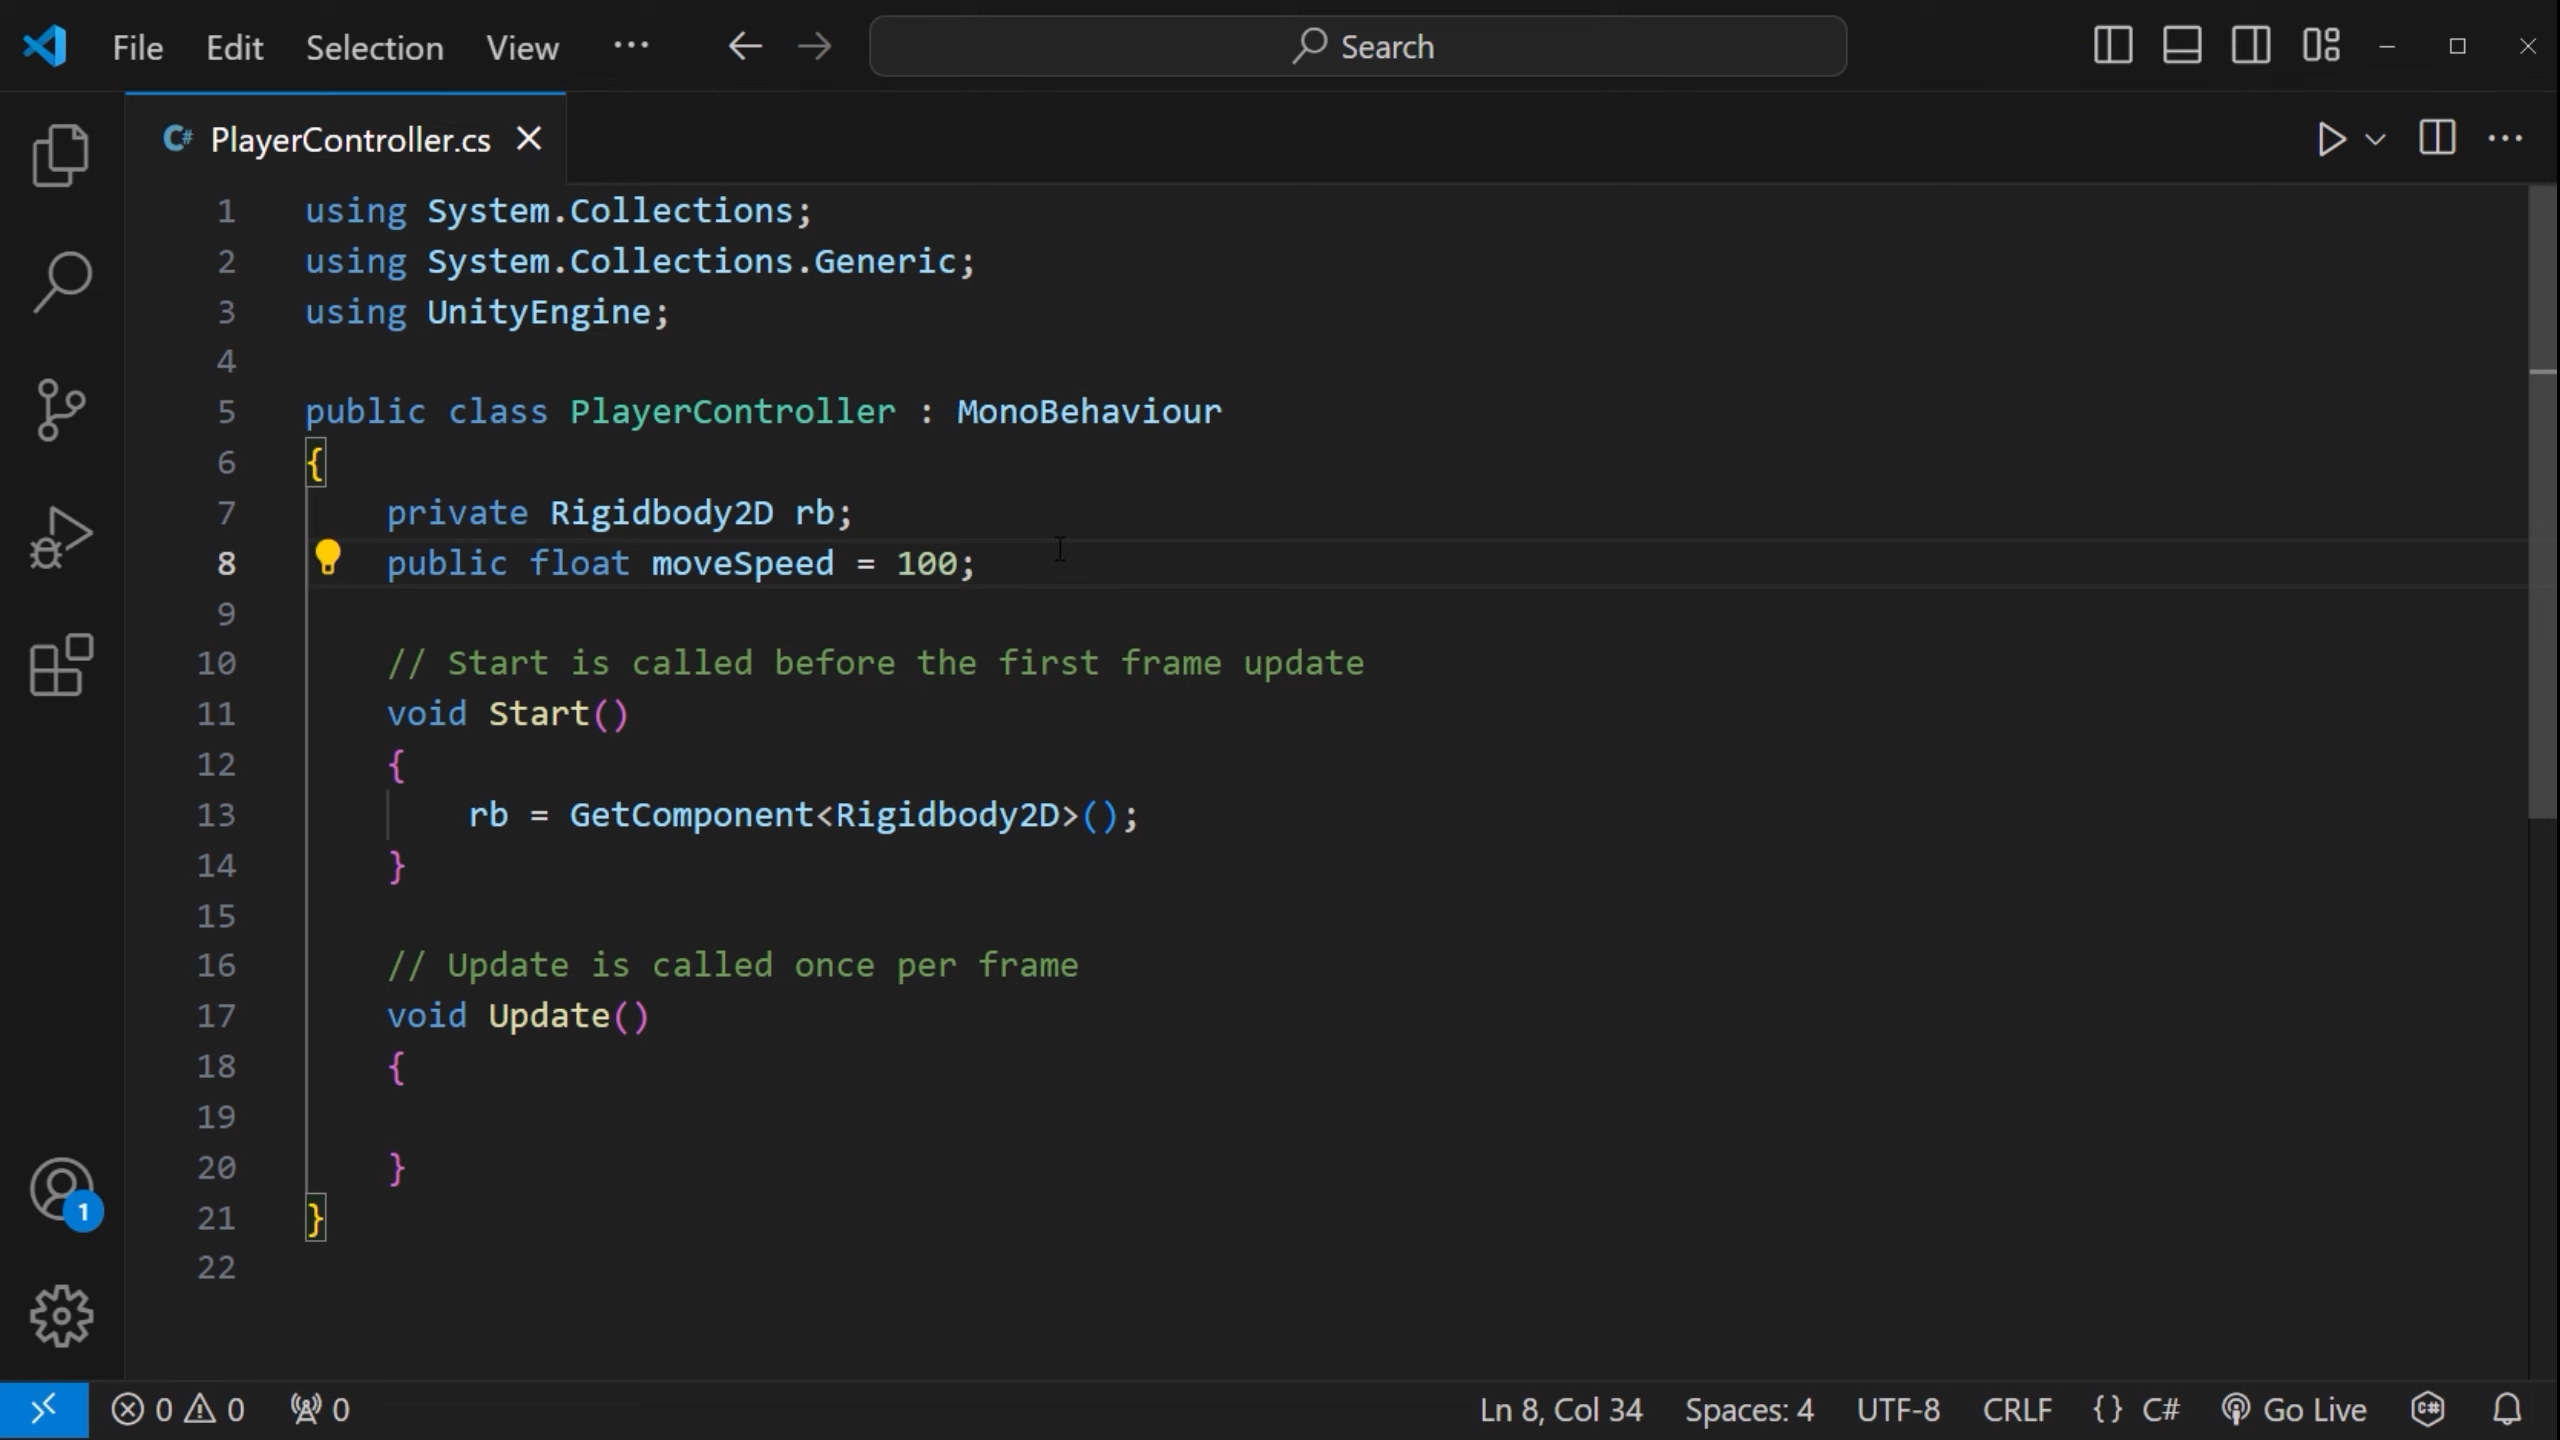 File Edit Selection View ··· Search
C# PlayerController.cs
1 using System.Collections;
2 using System.Collections.Generic;
3 using UnityEngine;
4
5 public class PlayerController : MonoBehaviour
6 {
7 private Rigidbody2D rb;
8 public float moveSpeed = 100;
9
10 // Start is called before the first frame update
11 void Start()
12 {
13 rb = GetComponent<Rigidbody2D>();
14 }
15
16 // Update is called once per frame
17 void Update()
18 {
19
20 }
21 }
22
1
0 0 0 Ln 8, Col 34 Spaces: 4 UTF-8 CRLF {} C# Go Live